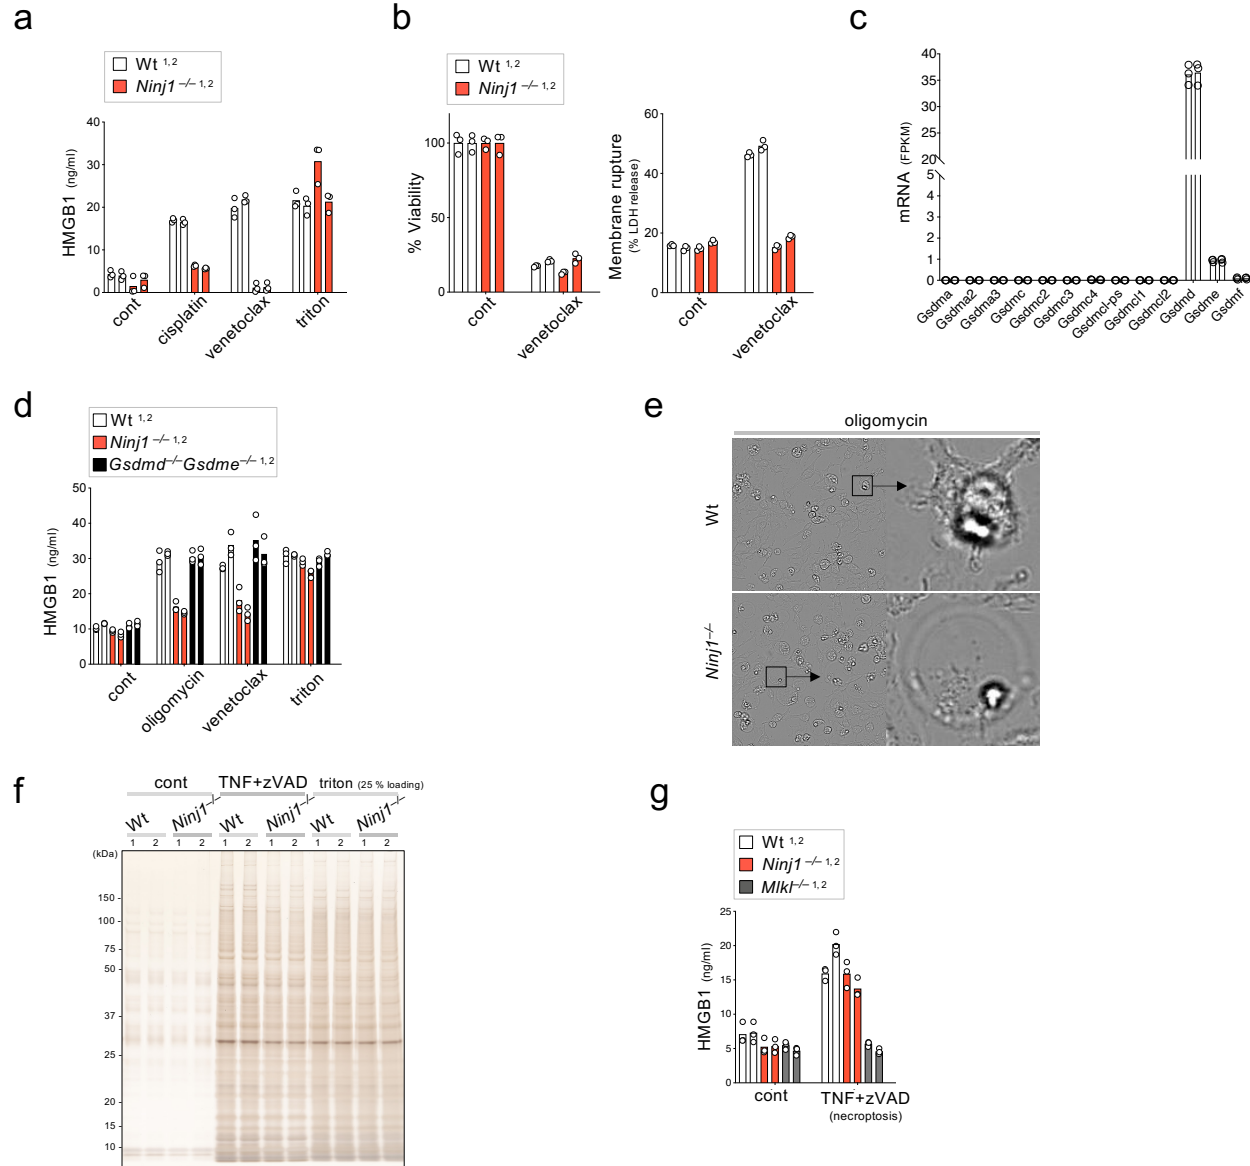 a
Wt 1,2
Ninj1 –/– 1,2
HMGB1 (ng/ml)
40
30
20
10
0
cont
cisplatin
venetoclax
triton
b
Wt 1,2
Ninj1 –/– 1,2
% Viability
100
50
0
cont
venetoclax
Membrane rupture
(% LDH release)
60
40
20
0
cont
venetoclax
c
mRNA (FPKM)
40
35
30
25
20
5
4
3
2
1
0
Gsdma
Gsdma2
Gsdma3
Gsdmc
Gsdmc2
Gsdmc3
Gsdmc4
Gsdmcl-ps
Gsdmcl1
Gsdmcl2
Gsdmd
Gsdme
Gsdmf
d
Wt 1,2
Ninj1 –/– 1,2
Gsdmd–/–Gsdme–/– 1,2
HMGB1 (ng/ml)
50
40
30
20
10
0
cont
oligomycin
venetoclax
triton
e
oligomycin
Wt
Ninj1–/–
f
cont TNF+zVAD triton (25 % loading)
Wt Ninj1–/– Wt Ninj1–/– Wt Ninj1–/–
(kDa) 1 2 1 2 1 2 1 2 1 2 1 2
150
100
75
50
37
25
20
15
10
g
Wt 1,2
Ninj1 –/– 1,2
Mlkl–/– 1,2
HMGB1 (ng/ml)
25
20
15
10
5
0
cont
TNF+zVAD
(necroptosis)